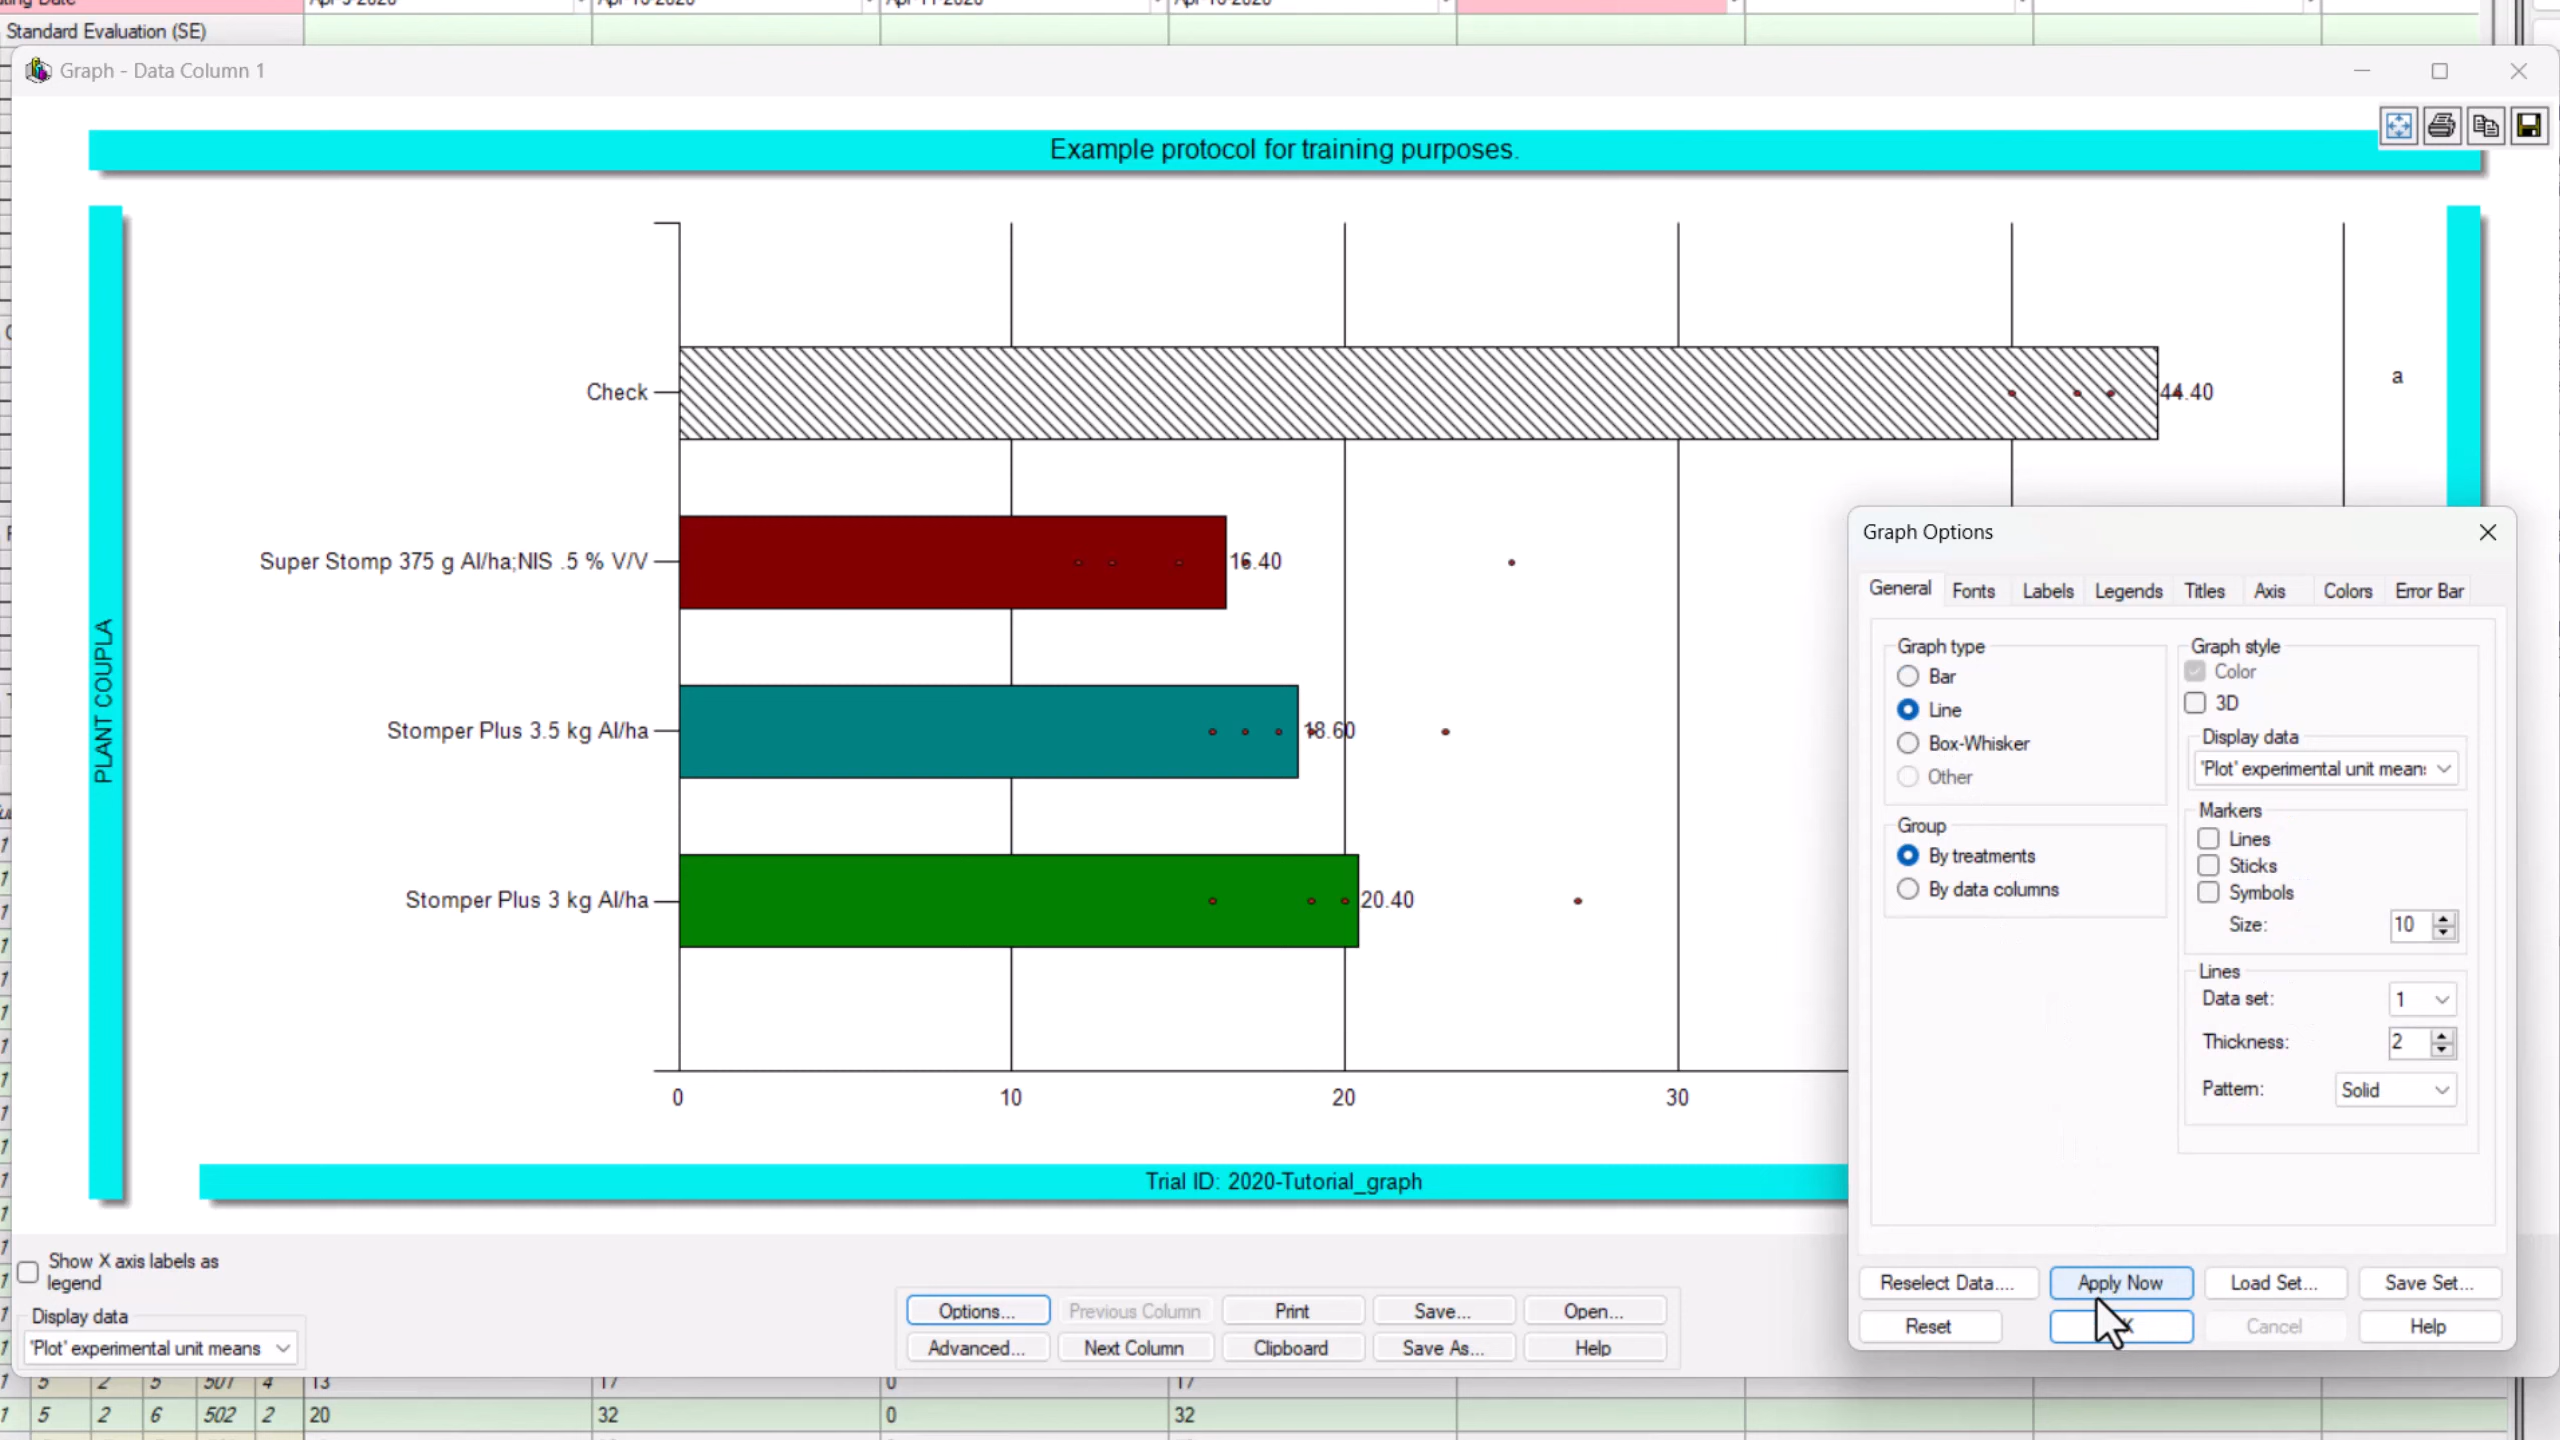 Standard Evaluation (SE)
Graph - Data Column 1
Example protocol for training purposes.
PLANT COUPLA
Check
44.40
a
Super Stomp 375 g AI/ha;NIS .5 % V/V
16.40
Stomper Plus 3.5 kg AI/ha
18.60
Stomper Plus 3 kg AI/ha
20.40
0 10 20 30
Trial ID: 2020-Tutorial_graph
Show X axis labels as
legend
Display data
'Plot' experimental unit means
Options... Previous Column Print Save... Open...
Advanced... Next Column Clipboard Save As... Help
Graph Options
General Fonts Labels Legends Titles Axis Colors Error Bar
Graph type
Bar
Line
Box-Whisker
Other
Group
By treatments
By data columns
Graph style
Color
3D
Display data
'Plot' experimental unit
Markers
Lines
Sticks
Symbols
Size: 10
Lines
Data set: 1
Thickness: 2
Pattern: Solid
Reselect Data.... Apply Now Load Set... Save Set...
Reset Cancel Help
1 5 2 5 501 4 13 17 0 17
1 5 2 6 502 2 20 32 0 32